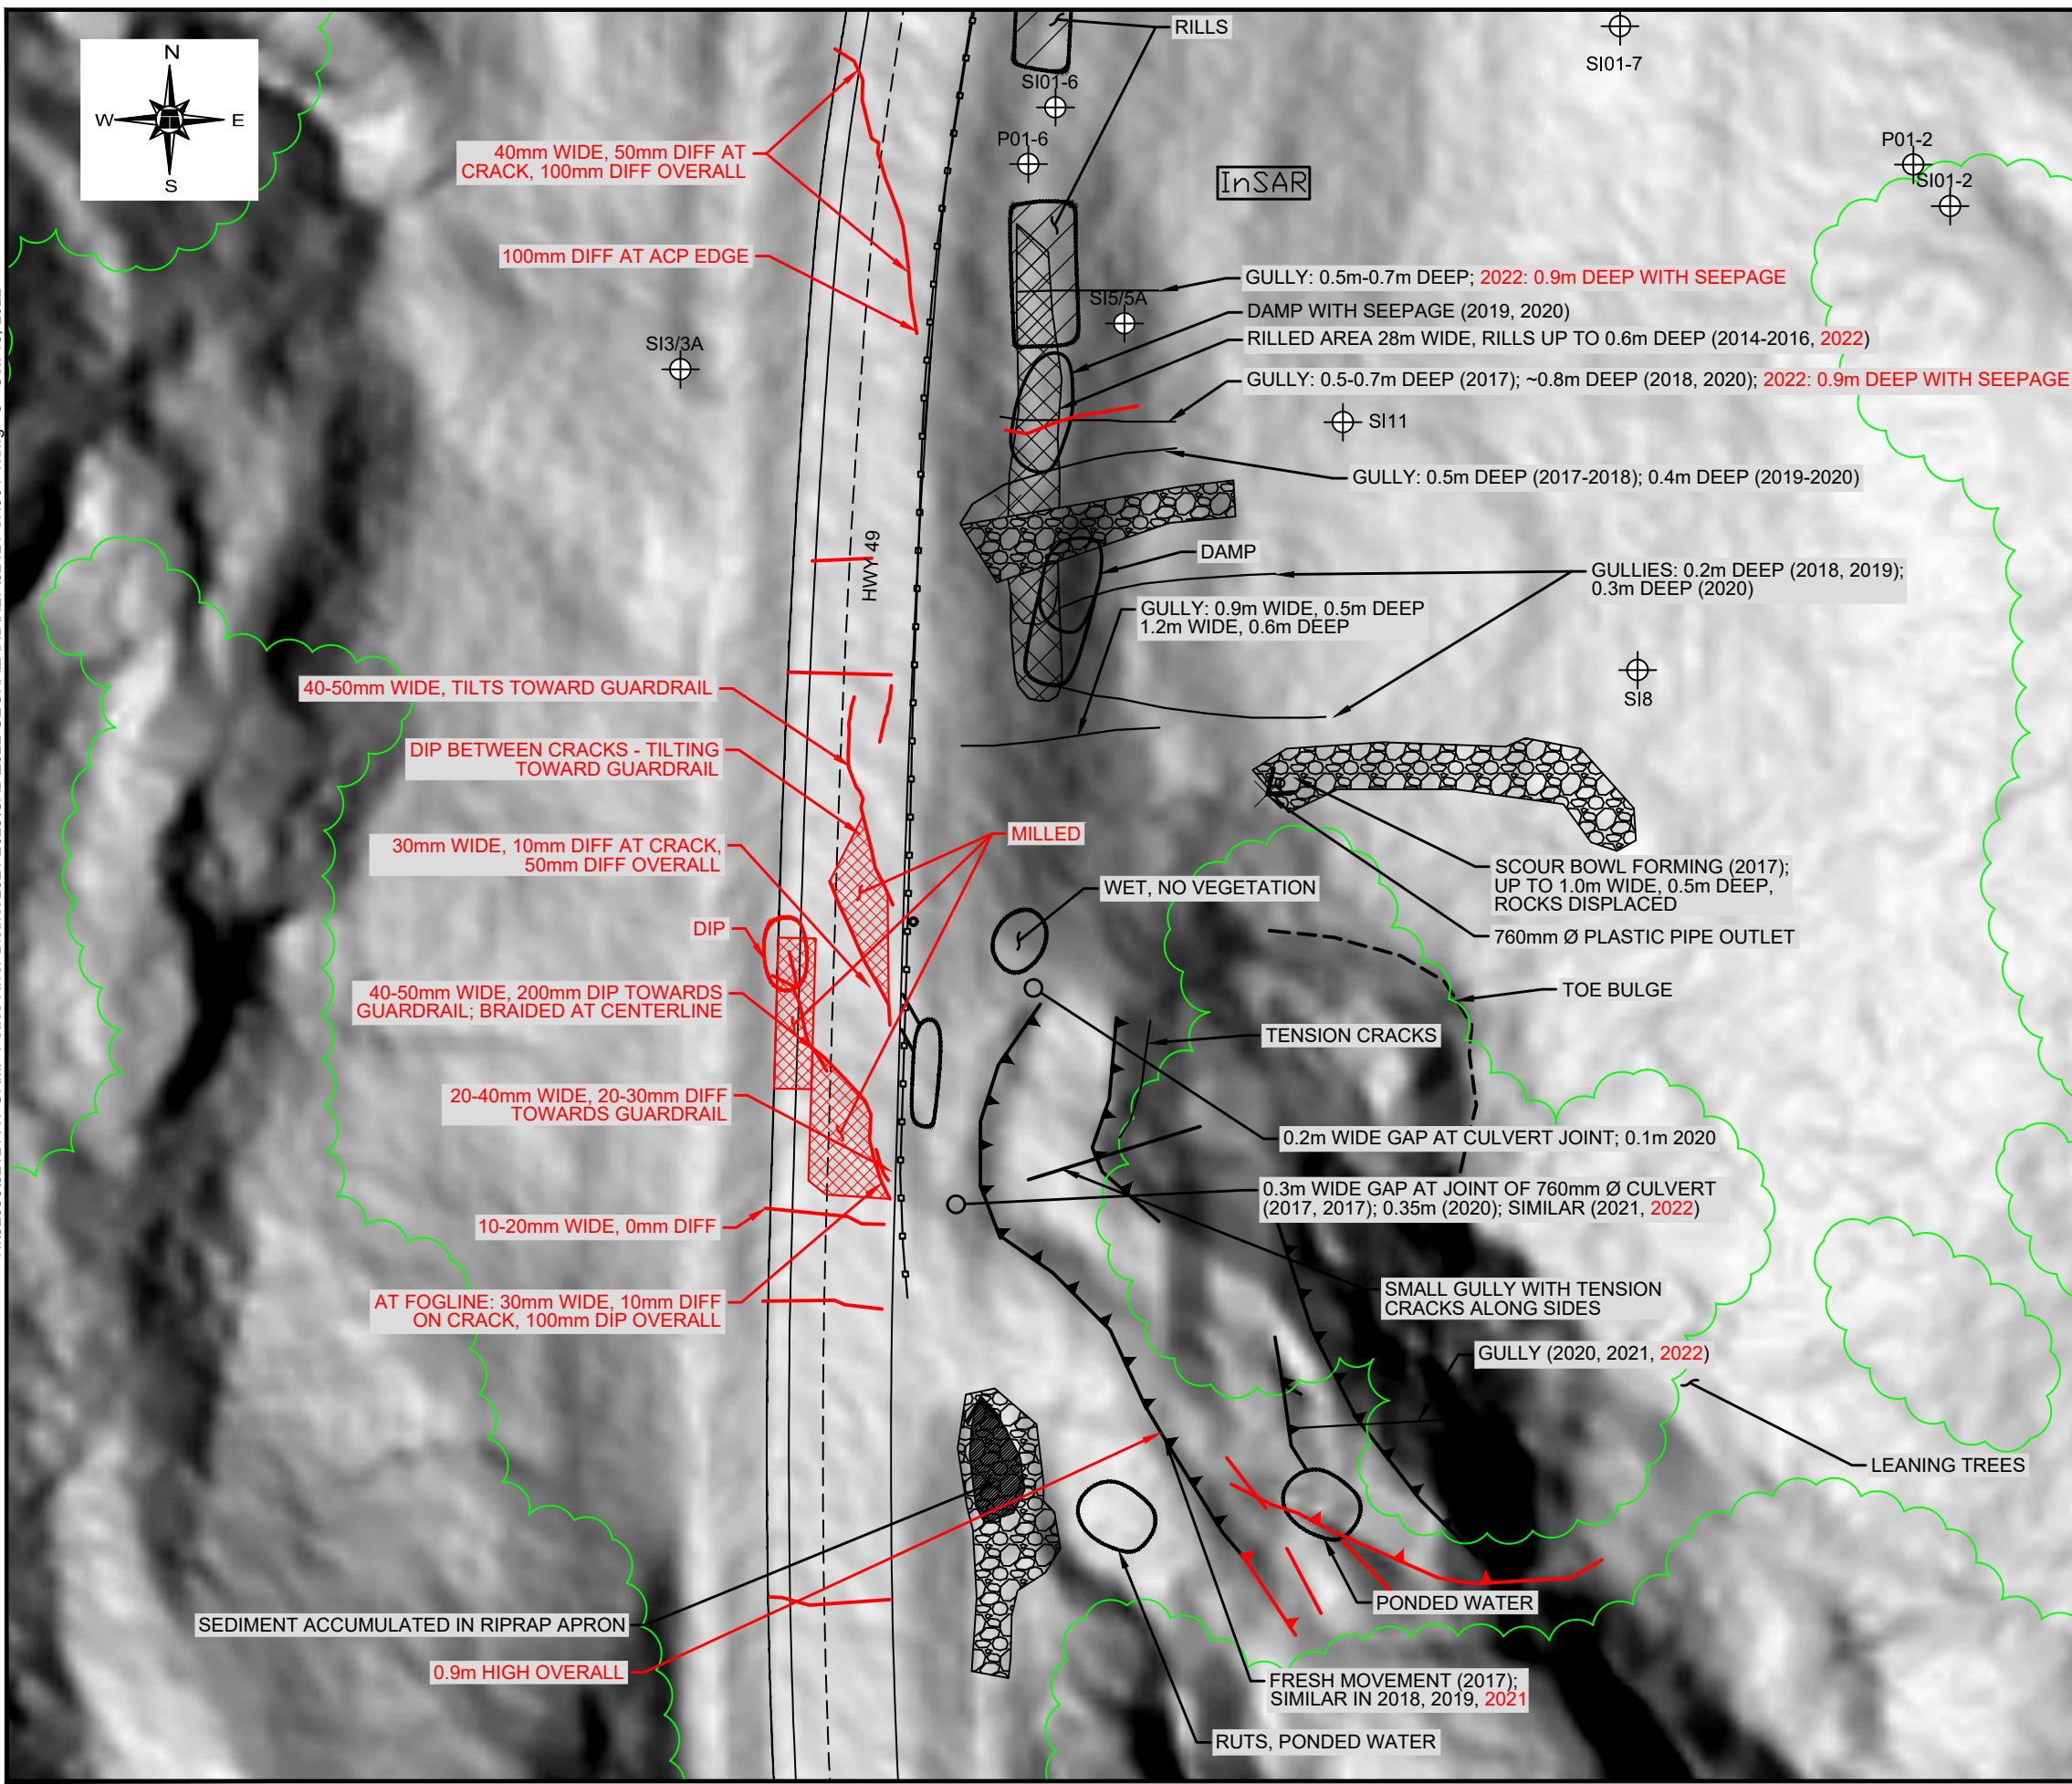 N
W E
S
RILLS
SI01-6
SI01-7
P01-6
P01-2
SI01-2
InSAR
40mm WIDE, 50mm DIFF AT
CRACK, 100mm DIFF OVERALL
100mm DIFF AT ACP EDGE
SI3/3A
SI5/5A
GULLY: 0.5m-0.7m DEEP; 2022: 0.9m DEEP WITH SEEPAGE
DAMP WITH SEEPAGE (2019, 2020)
RILLED AREA 28m WIDE, RILLS UP TO 0.6m DEEP (2014-2016, 2022)
GULLY: 0.5-0.7m DEEP (2017); ~0.8m DEEP (2018, 2020); 2022: 0.9m DEEP WITH SEEPAGE
SI11
GULLY: 0.5m DEEP (2017-2018); 0.4m DEEP (2019-2020)
HWY 49
DAMP
GULLIES: 0.2m DEEP (2018, 2019);
0.3m DEEP (2020)
GULLY: 0.9m WIDE, 0.5m DEEP
1.2m WIDE, 0.6m DEEP
SI8
40-50mm WIDE, TILTS TOWARD GUARDRAIL
DIP BETWEEN CRACKS - TILTING
TOWARD GUARDRAIL
30mm WIDE, 10mm DIFF AT CRACK,
50mm DIFF OVERALL
MILLED
SCOUR BOWL FORMING (2017);
UP TO 1.0m WIDE, 0.5m DEEP,
ROCKS DISPLACED
WET, NO VEGETATION
760mm Ø PLASTIC PIPE OUTLET
DIP
40-50mm WIDE, 200mm DIP TOWARDS
GUARDRAIL; BRAIDED AT CENTERLINE
TOE BULGE
TENSION CRACKS
20-40mm WIDE, 20-30mm DIFF
TOWARDS GUARDRAIL
0.2m WIDE GAP AT CULVERT JOINT; 0.1m 2020
0.3m WIDE GAP AT JOINT OF 760mm Ø CULVERT
(2017, 2017); 0.35m (2020); SIMILAR (2021, 2022)
10-20mm WIDE, 0mm DIFF
AT FOGLINE: 30mm WIDE, 10mm DIFF
ON CRACK, 100mm DIP OVERALL
SMALL GULLY WITH TENSION
CRACKS ALONG SIDES
GULLY (2020, 2021, 2022)
LEANING TREES
PONDED WATER
SEDIMENT ACCUMULATED IN RIPRAP APRON
0.9m HIGH OVERALL
FRESH MOVEMENT (2017);
SIMILAR IN 2018, 2019, 2021
RUTS, PONDED WATER